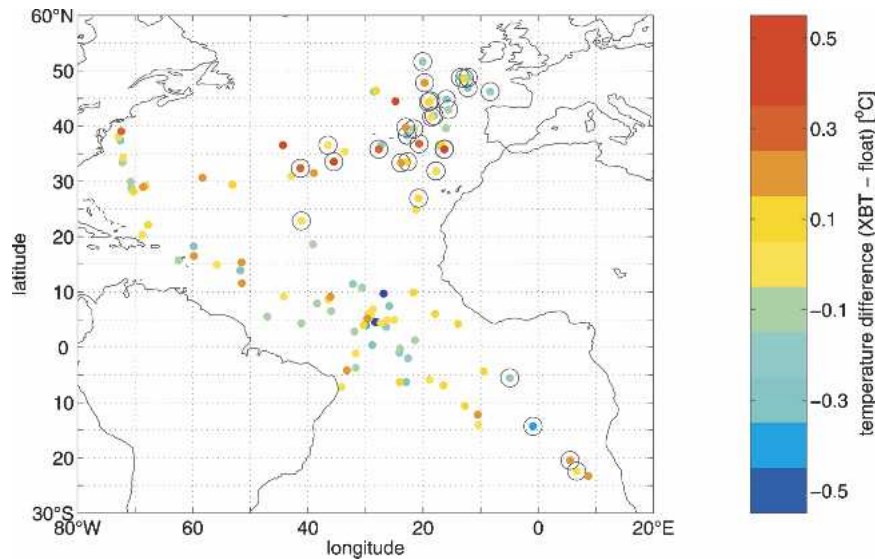 60°N
50
40
30
20
10
0
10
20
30°S
80°W
60
40
20
0
20°E
latitude
longitude
0.5
0.3
0.1
−0.1
−0.3
−0.5
temperature difference (XBT − float) [°C]